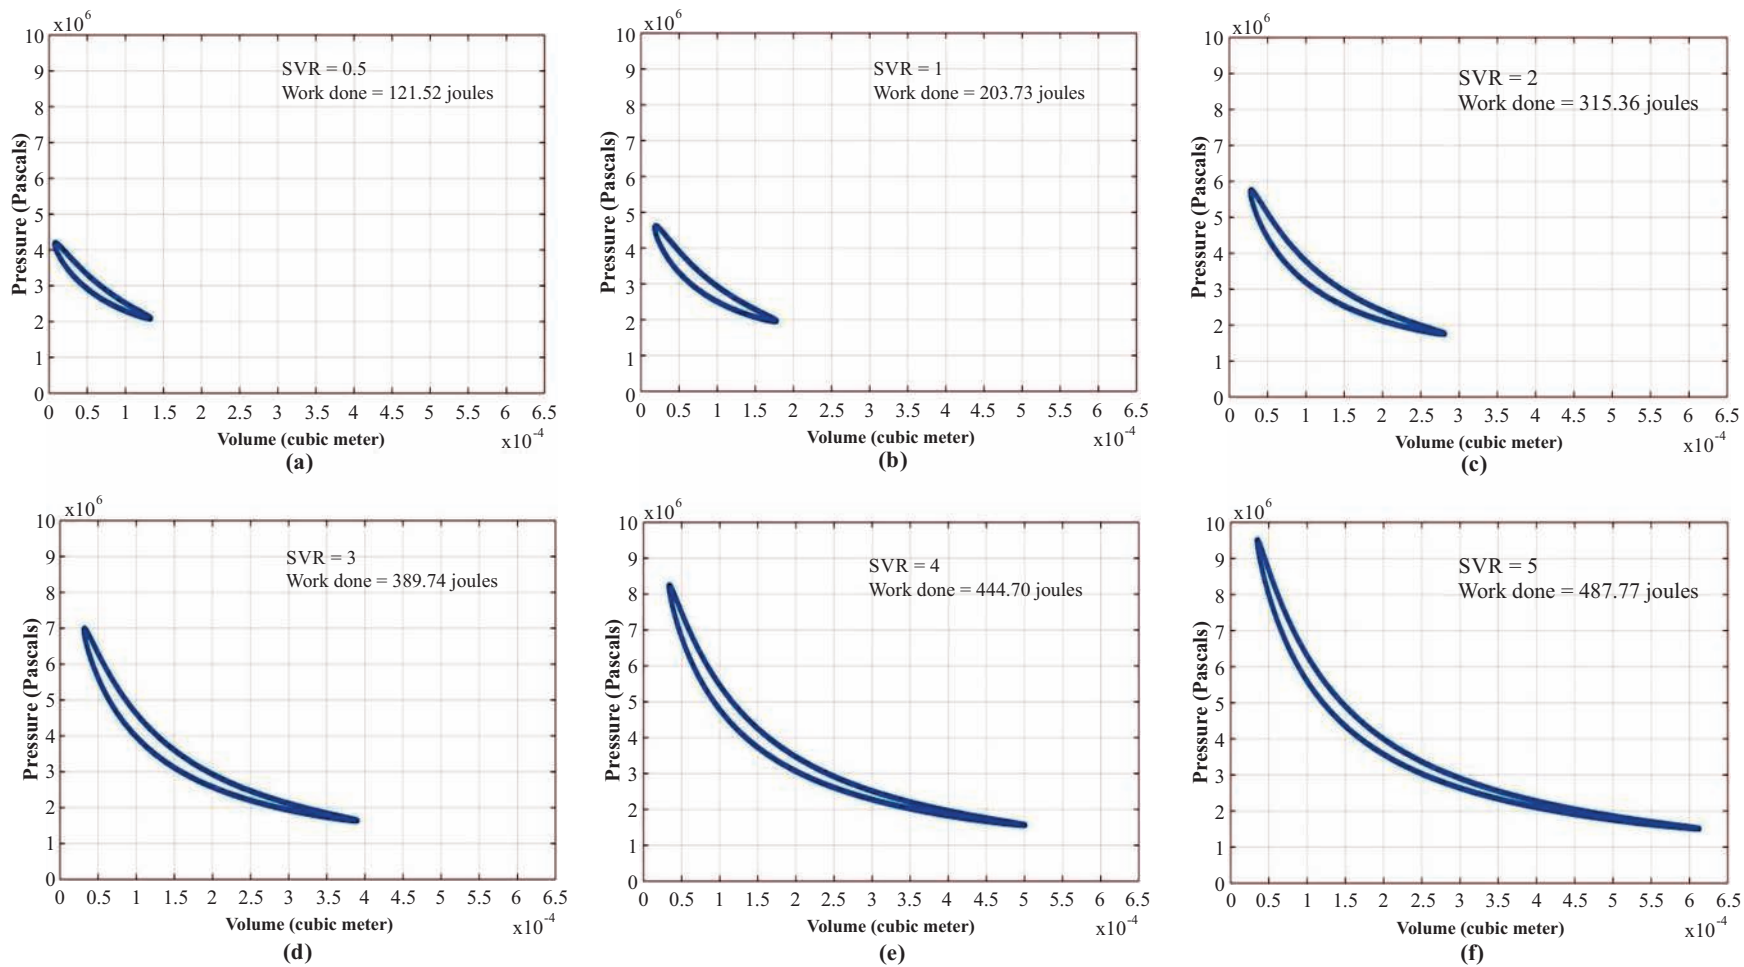 x10^6
10
9
8
7
6
5
4
3
2
1
0
Pressure (Pascals)
SVR = 0.5
Work done = 121.52 joules
0 0.5 1 1.5 2 2.5 3 3.5 4 4.5 5 5.5 6 6.5
Volume (cubic meter)
x10^-4
(a)
x10^6
10
9
8
7
6
5
4
3
2
1
0
Pressure (Pascals)
SVR = 1
Work done = 203.73 joules
0 0.5 1 1.5 2 2.5 3 3.5 4 4.5 5 5.5 6 6.5
Volume (cubic meter)
x10^-4
(b)
x10^6
10
9
8
7
6
5
4
3
2
1
0
Pressure (Pascals)
SVR = 2
Work done = 315.36 joules
0 0.5 1 1.5 2 2.5 3 3.5 4 4.5 5 5.5 6 6.5
Volume (cubic meter)
x10^-4
(c)
x10^6
10
9
8
7
6
5
4
3
2
1
0
Pressure (Pascals)
SVR = 3
Work done = 389.74 joules
0 0.5 1 1.5 2 2.5 3 3.5 4 4.5 5 5.5 6 6.5
Volume (cubic meter)
x10^-4
(d)
x10^6
10
9
8
7
6
5
4
3
2
1
0
Pressure (Pascals)
SVR = 4
Work done = 444.70 joules
0 0.5 1 1.5 2 2.5 3 3.5 4 4.5 5 5.5 6 6.5
Volume (cubic meter)
x10^-4
(e)
x10^6
10
9
8
7
6
5
4
3
2
1
0
Pressure (Pascals)
SVR = 5
Work done = 487.77 joules
0 0.5 1 1.5 2 2.5 3 3.5 4 4.5 5 5.5 6 6.5
Volume (cubic meter)
x10^-4
(f)